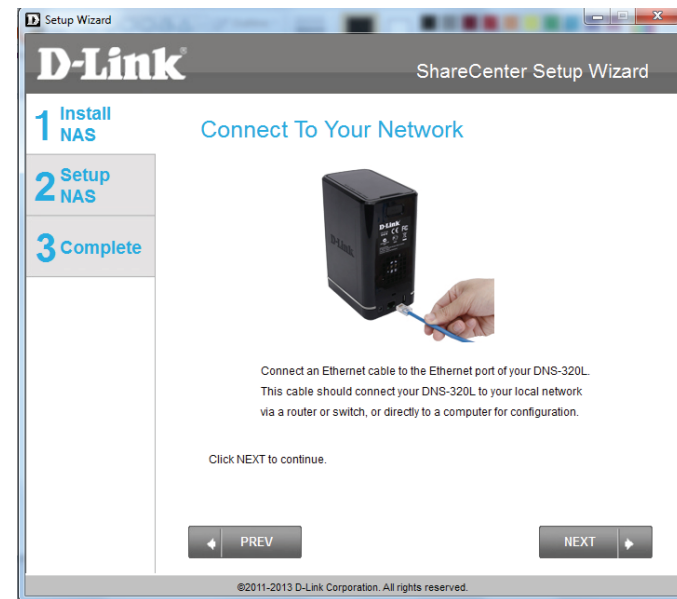 Setup Wizard
D-Link
ShareCenter Setup Wizard
1 Install NAS
2 Setup NAS
3 Complete
Connect To Your Network
D-Link
D-Link
Connect an Ethernet cable to the Ethernet port of your DNS-320L.
This cable should connect your DNS-320L to your local network
via a router or switch, or directly to a computer for configuration.
Click NEXT to continue.
PREV
NEXT
©2011-2013 D-Link Corporation. All rights reserved.